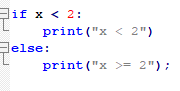 if x < 2:
    print("x < 2")
else:
    print("x >= 2");